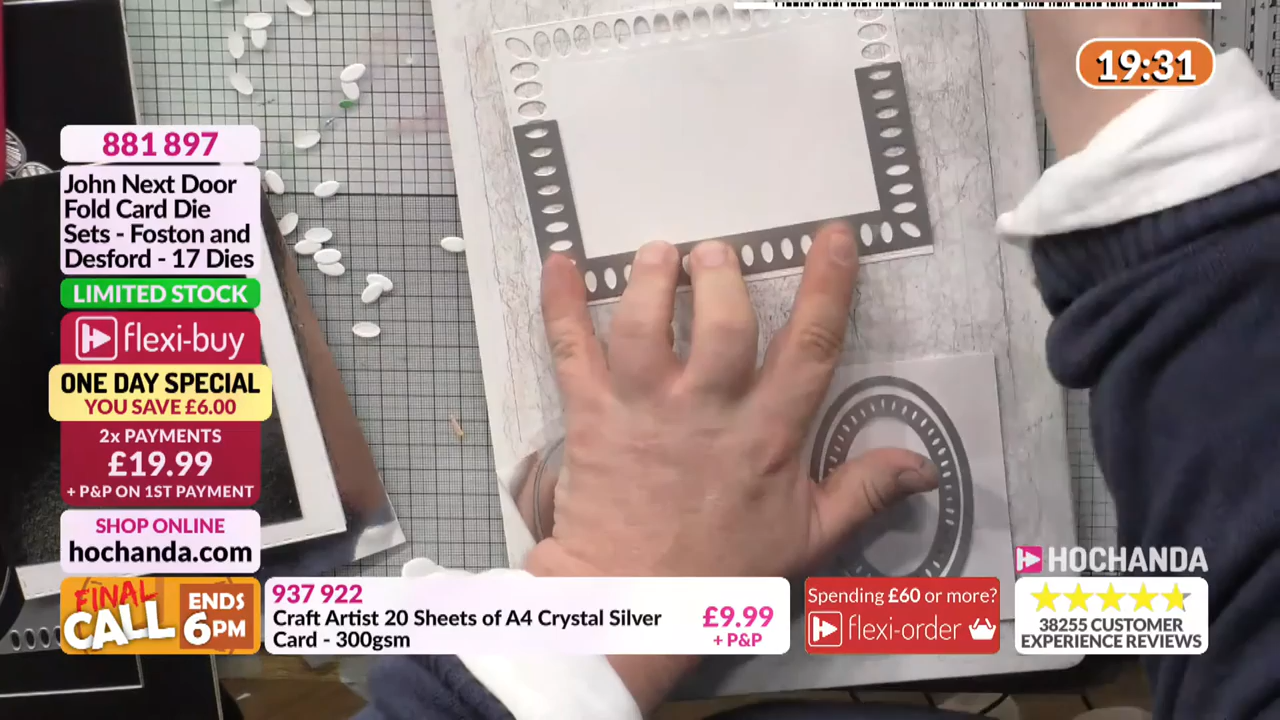 19:31
881 897
John Next Door
Fold Card Die
Sets - Foston and
Desford - 17 Dies
LIMITED STOCK
flexi-buy
ONE DAY SPECIAL
YOU SAVE £6.00
2x PAYMENTS
£19.99
+ P&P ON 1ST PAYMENT
SHOP ONLINE
hochanda.com
FINAL
CALL
ENDS
6PM
937 922
Craft Artist 20 Sheets of A4 Crystal Silver
Card - 300gsm
£9.99
+ P&P
Spending £60 or more?
flexi-order
HOCHANDA
38255 CUSTOMER
EXPERIENCE REVIEWS